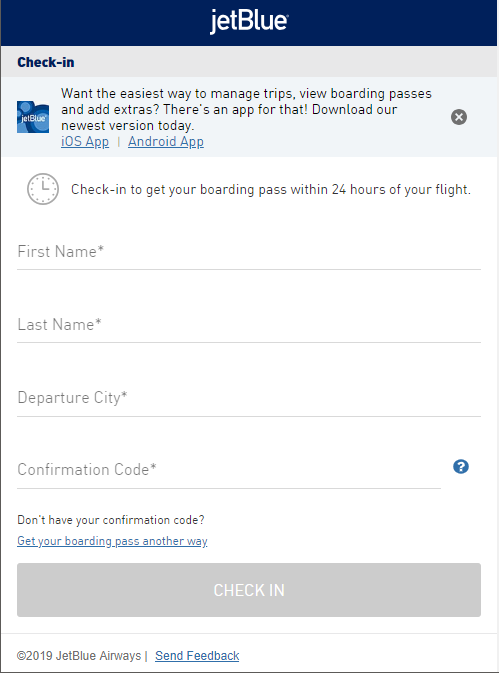 jetBlue
Check-in
Want the easiest way to manage trips, view boarding passes
and add extras? There's an app for that! Download our
jetBlue
newest version today.
iOS App | Android App
Check-in to get your boarding pass within 24 hours of your flight.
First Name*
Last Name*
Departure City*
Confirmation Code*
?
Don't have your confirmation code?
Get your boarding pass another way
CHECK IN
©2019 JetBlue Airways | Send Feedback